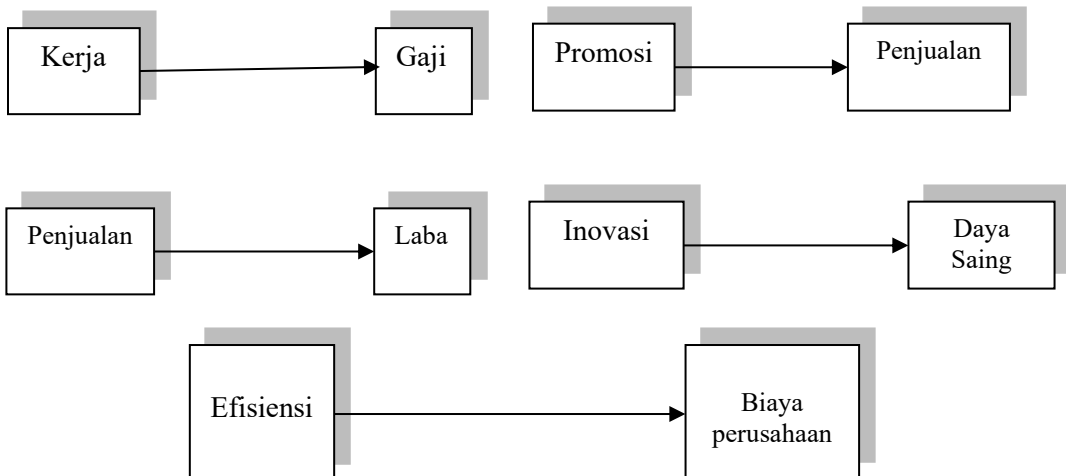 Kerja
Gaji
Promosi
Penjualan
Penjualan
Laba
Inovasi
Daya
Saing
Efisiensi
Biaya
perusahaan